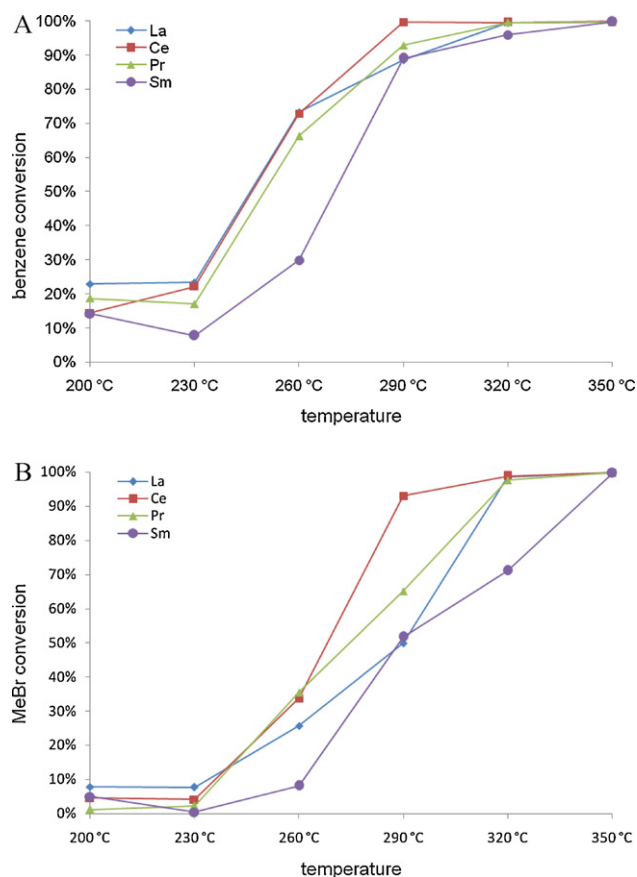 A
La
Ce
Pr
Sm
100%
90%
80%
70%
60%
50%
40%
30%
20%
10%
0%
benzene conversion
200 °C 230 °C 260 °C 290 °C 320 °C 350 °C
temperature
B
La
Ce
Pr
Sm
100%
90%
80%
70%
60%
50%
40%
30%
20%
10%
0%
MeBr conversion
200 °C 230 °C 260 °C 290 °C 320 °C 350 °C
temperature